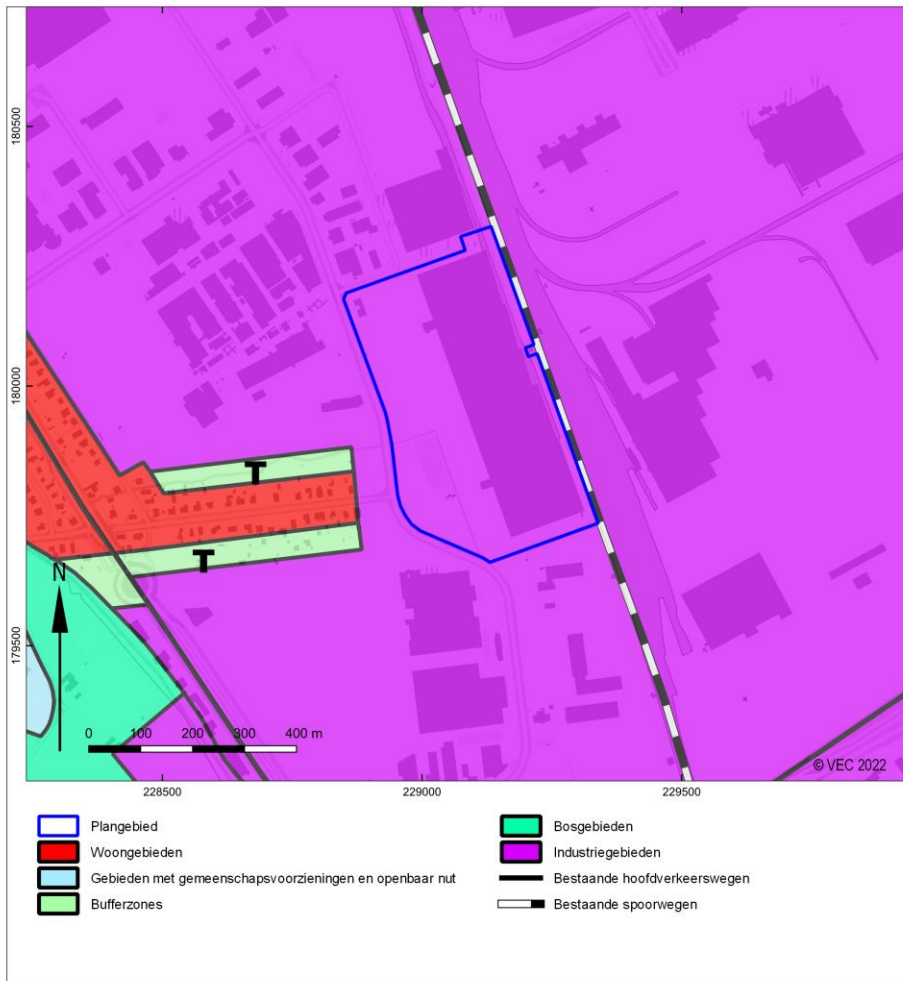 180500
180000
179500
T
T
N
0 100 200 300 400 m
© VEC 2022
228500 229000 229500
Plangebied
Woongebieden
Gebieden met gemeenschapsvoorzieningen en openbaar nut
Bufferzones
Bosgebieden
Industriegebieden
Bestaande hoofdverkeerswegen
Bestaande spoorwegen